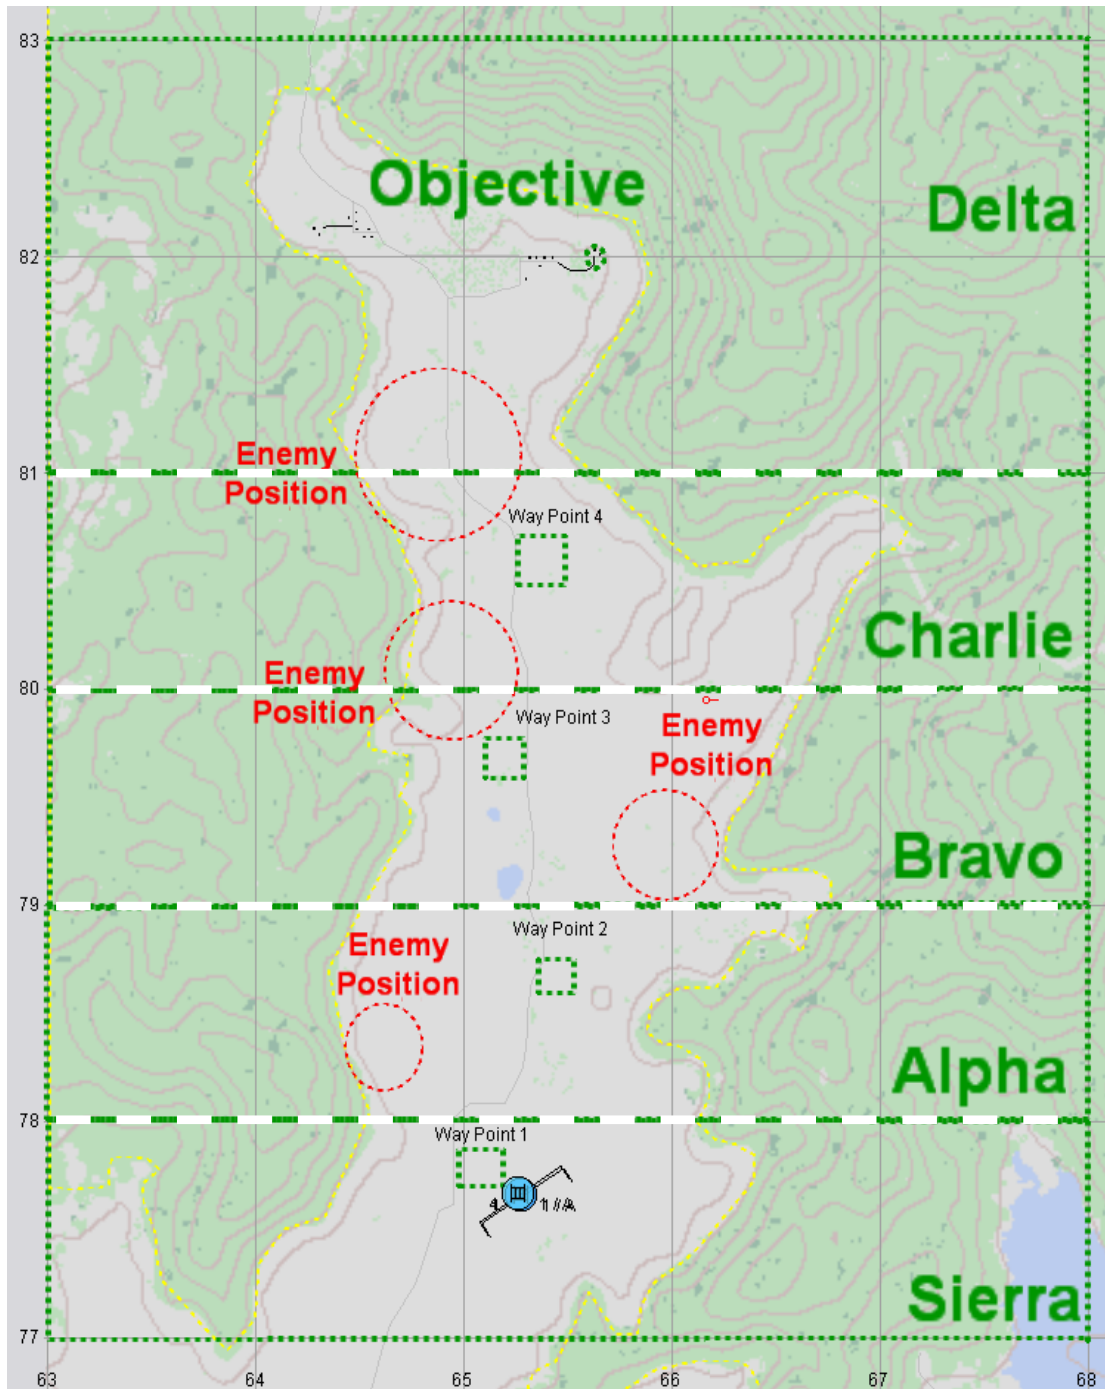 83
Objective
Delta
82
Enemy
Position
81
Way Point 4
Charlie
Enemy
Position
80
Way Point 3
Enemy
Position
Bravo
79
Way Point 2
Enemy
Position
Alpha
78
Way Point 1
1//A
Sierra
77
63 64 65 66 67 68